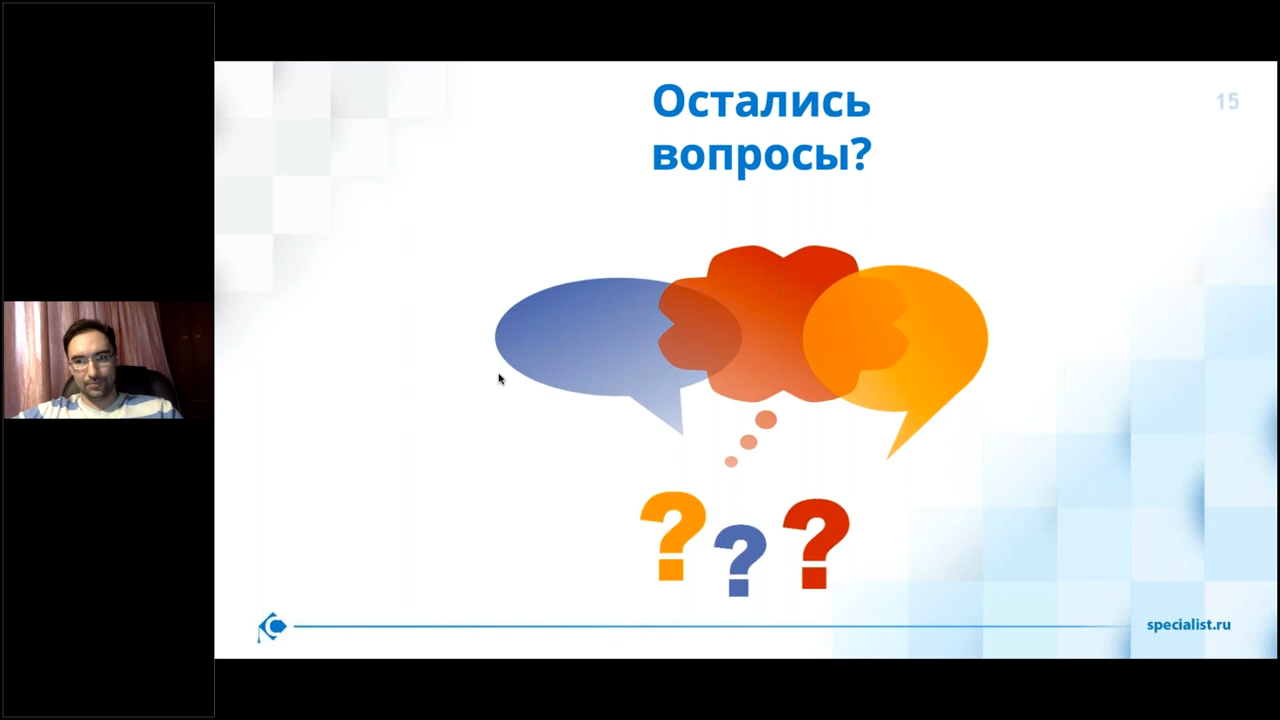 Остались
вопросы?
15
? ? ?
specialist.ru